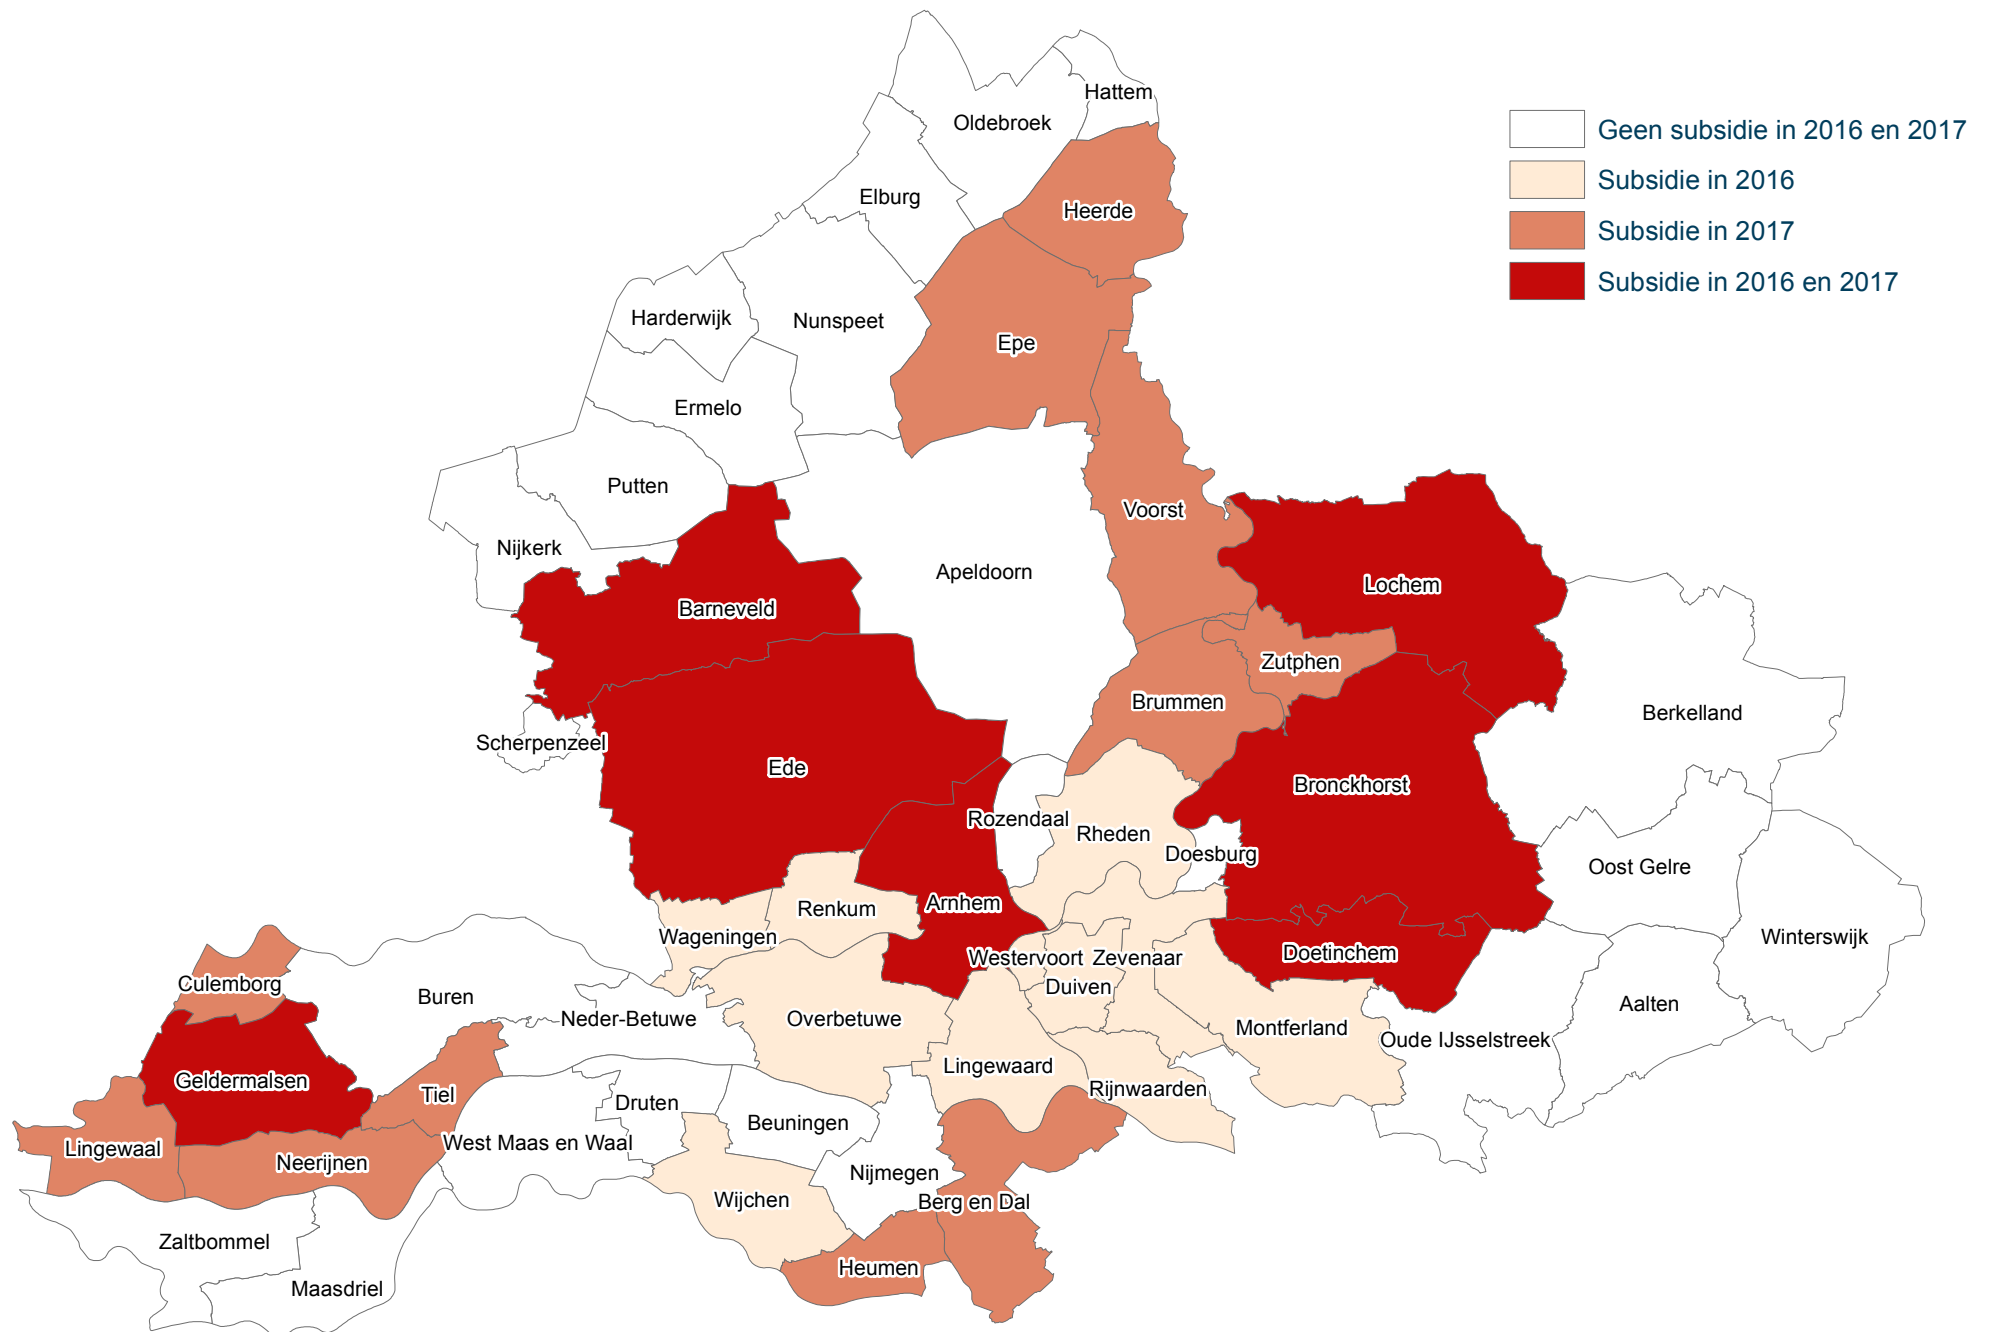 Hattem
Oldebroek
Geen subsidie in 2016 en 2017
Subsidie in 2016
Elburg
Heerde
Subsidie in 2017
Subsidie in 2016 en 2017
Harderwijk
Nunspeet
Epe
Ermelo
Putten
Voorst
Nijkerk
Apeldoorn
Lochem
Barneveld
Zutphen
Brummen
Berkelland
Scherpenzeel
Ede
Bronckhorst
Rozendaal
Rheden
Doesburg
Oost Gelre
Arnhem
Renkum
Wageningen
Winterswijk
Doetinchem
Westervoort
Zevenaar
Culemborg
Duiven
Buren
Aalten
Neder-Betuwe
Overbetuwe
Montferland
Oude IJsselstreek
Lingewaard
Geldermalsen
Rijnwaarden
Tiel
Druten
Beuningen
West Maas en Waal
Lingewaal
Neerijnen
Nijmegen
Wijchen
Berg en Dal
Zaltbommel
Heumen
Maasdriel